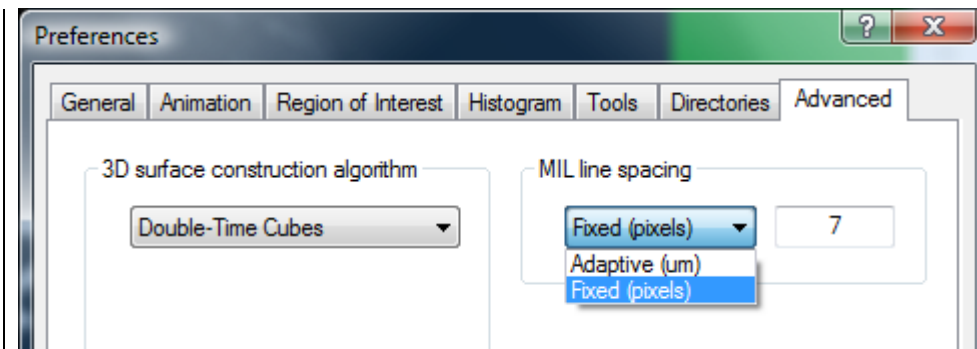 Preferences
?
X
General Animation Region of Interest Histogram Tools Directories Advanced
3D surface construction algorithm
MIL line spacing
Double-Time Cubes
Fixed (pixels)
7
Adaptive (um)
Fixed (pixels)